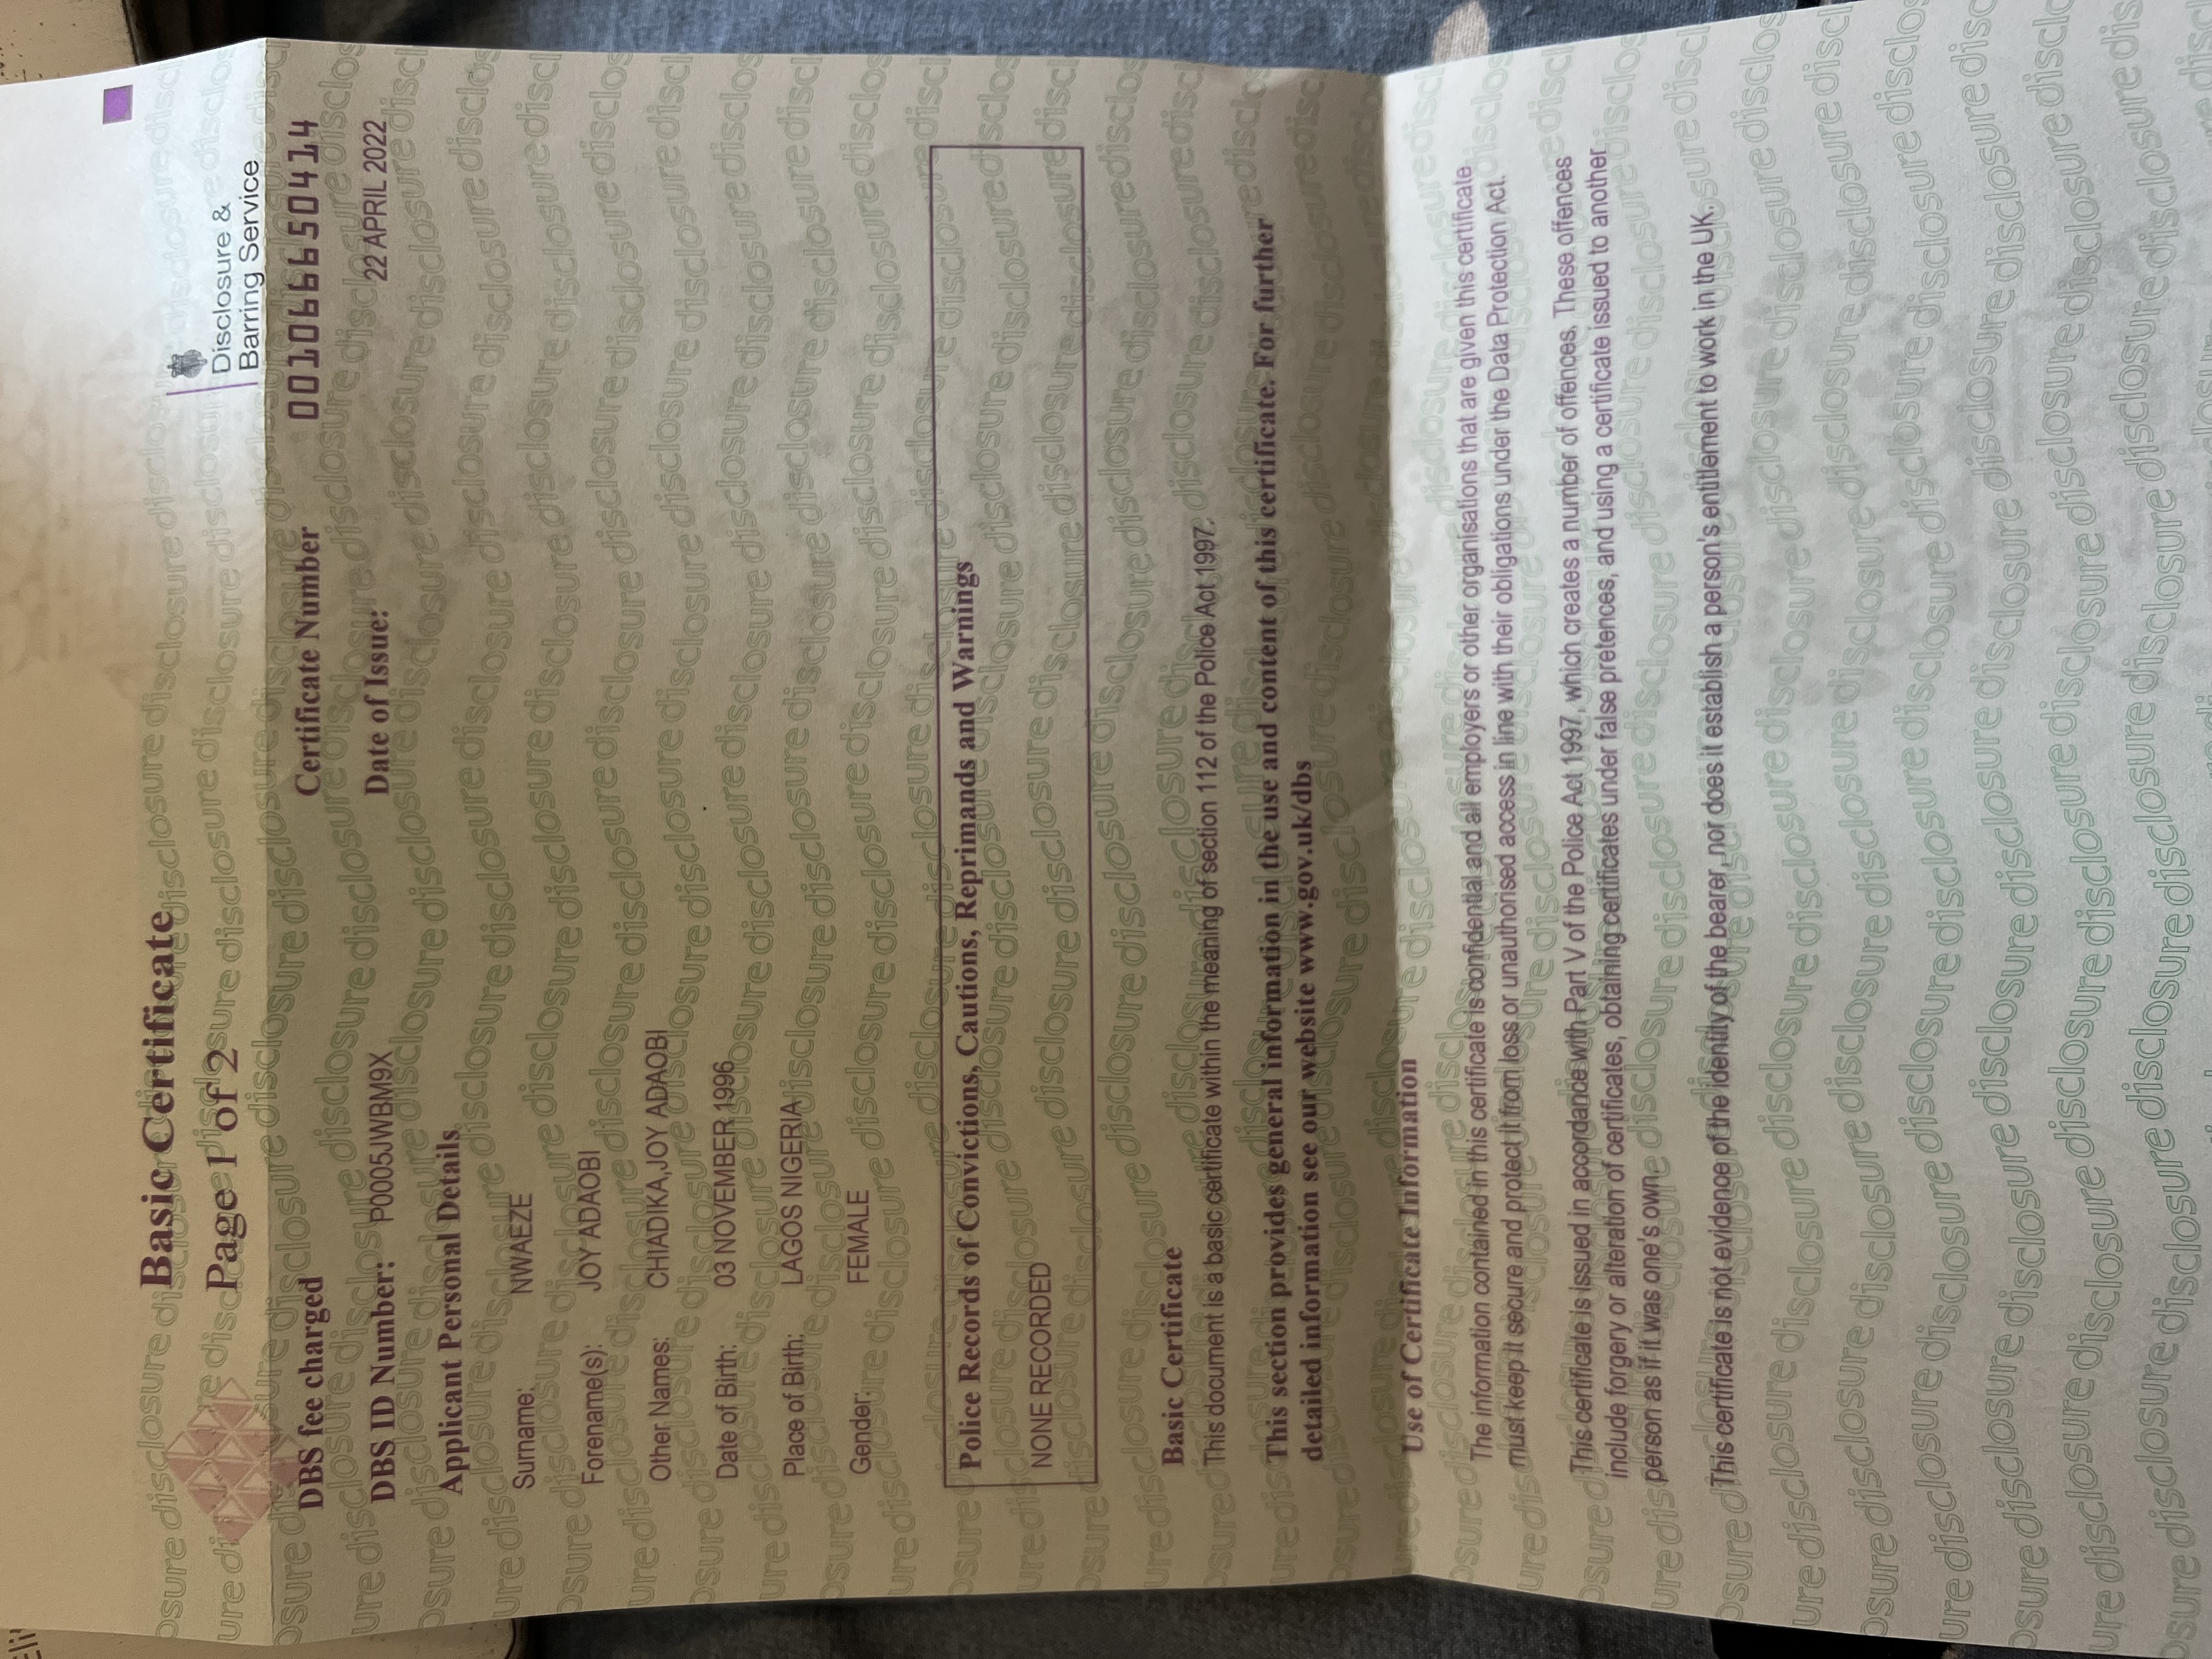 Eli
Basic Certificate
Page 1 of 2
Disclosure &
Barring Service
DBS fee charged
Certificate Number 001066650414
DBS ID Number: P0005JWBM9X
Date of Issue: 22 APRIL 2022
Applicant Personal Details
Surname: NWAEZE
Forename(s): JOY ADAOBI
Other Names: CHIADIKA,JOY ADAOBI
Date of Birth: 03 NOVEMBER 1996
Place of Birth: LAGOS NIGERIA
Gender: FEMALE
Police Records of Convictions, Cautions, Reprimands and Warnings
NONE RECORDED
Basic Certificate
This document is a basic certificate within the meaning of section 112 of the Police Act 1997.
This section provides general information in the use and content of this certificate. For further
detailed information see our website www.gov.uk/dbs
Use of Certificate Information
The information contained in this certificate is confidential and all employers or other organisations that are given this certificate
must keep it secure and protect it from loss or unauthorised access in line with their obligations under the Data Protection Act.
This certificate is issued in accordance with Part V of the Police Act 1997, which creates a number of offences. These offences
include forgery or alteration of certificates, obtaining certificates under false pretences, and using a certificate issued to another
person as if it was one's own.
This certificate is not evidence of the identity of the bearer, nor does it establish a person's entitlement to work in the UK.